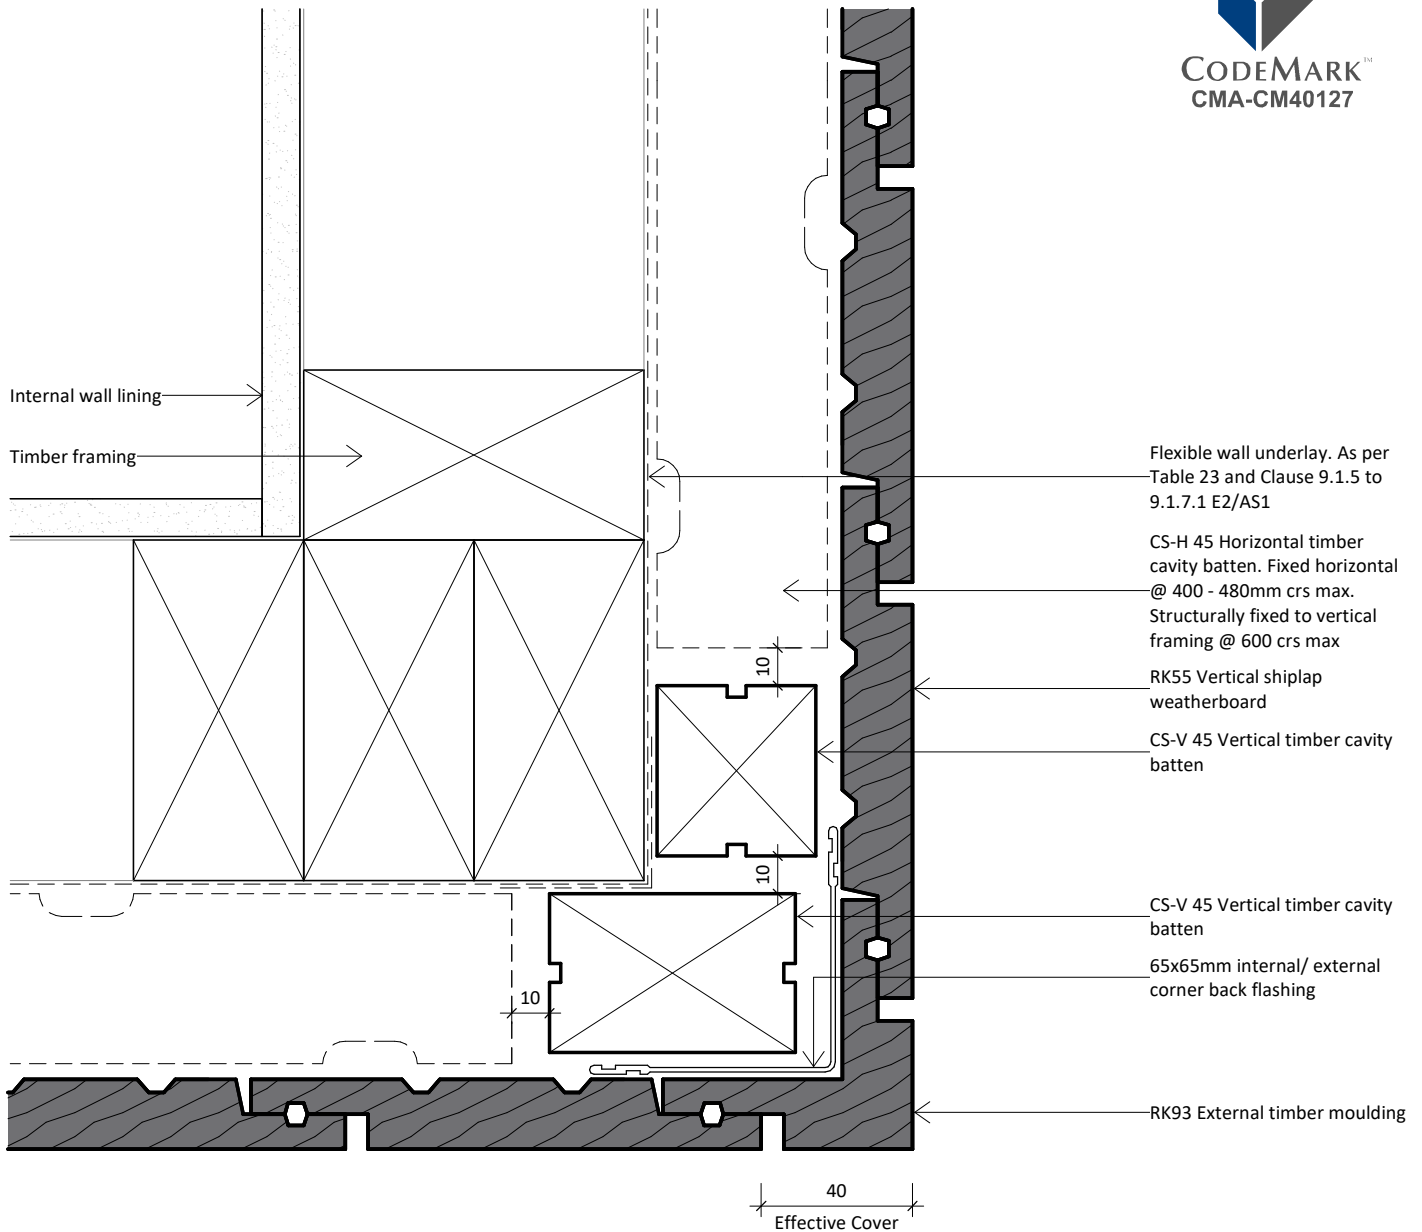 CODEMARK™
CMA-CM40127
Internal wall lining
Timber framing
Flexible wall underlay. As per
Table 23 and Clause 9.1.5 to
9.1.7.1 E2/AS1
CS-H 45 Horizontal timber
cavity batten. Fixed horizontal
@ 400 - 480mm crs max.
Structurally fixed to vertical
framing @ 600 crs max
10
RK55 Vertical shiplap
weatherboard
CS-V 45 Vertical timber cavity
batten
10
CS-V 45 Vertical timber cavity
batten
65x65mm internal/ external
corner back flashing
10
RK93 External timber moulding
40
Effective Cover